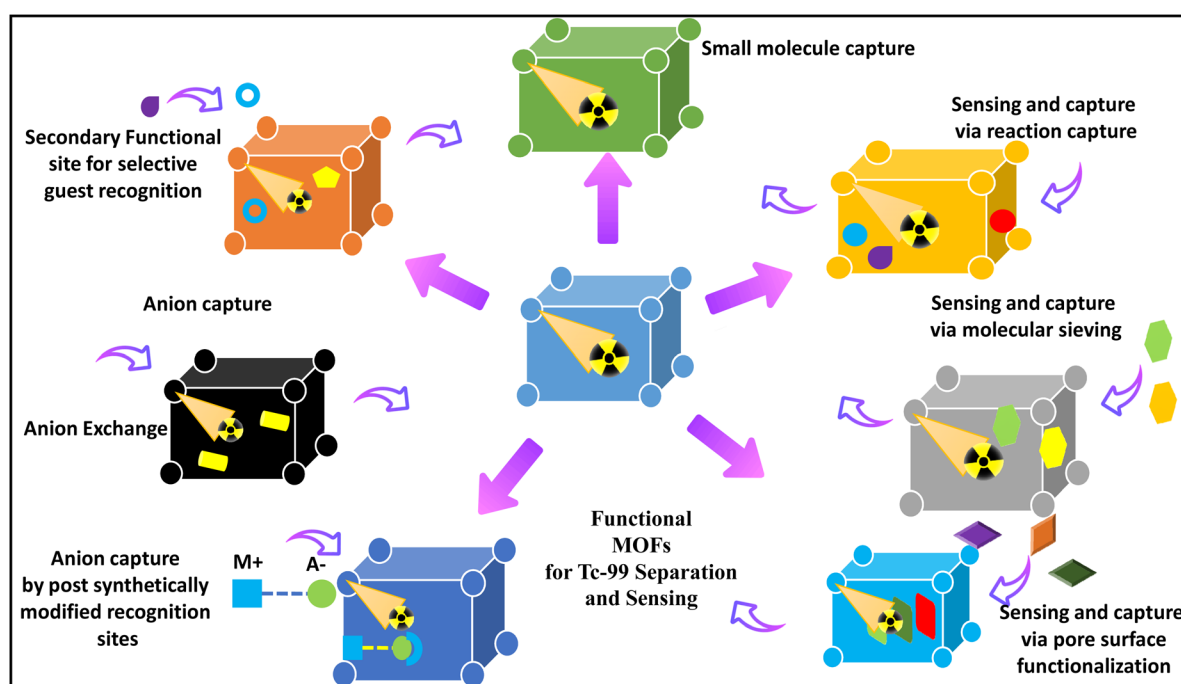 Small molecule capture
Secondary Functional
site for selective
guest recognition
Sensing and capture
via reaction capture
Anion capture
Anion Exchange
Sensing and capture
via molecular sieving
Anion capture
by post synthetically
modified recognition
sites
M+
A-
Functional
MOFs
for Tc-99 Separation
and Sensing
Sensing and capture
via pore surface
functionalization